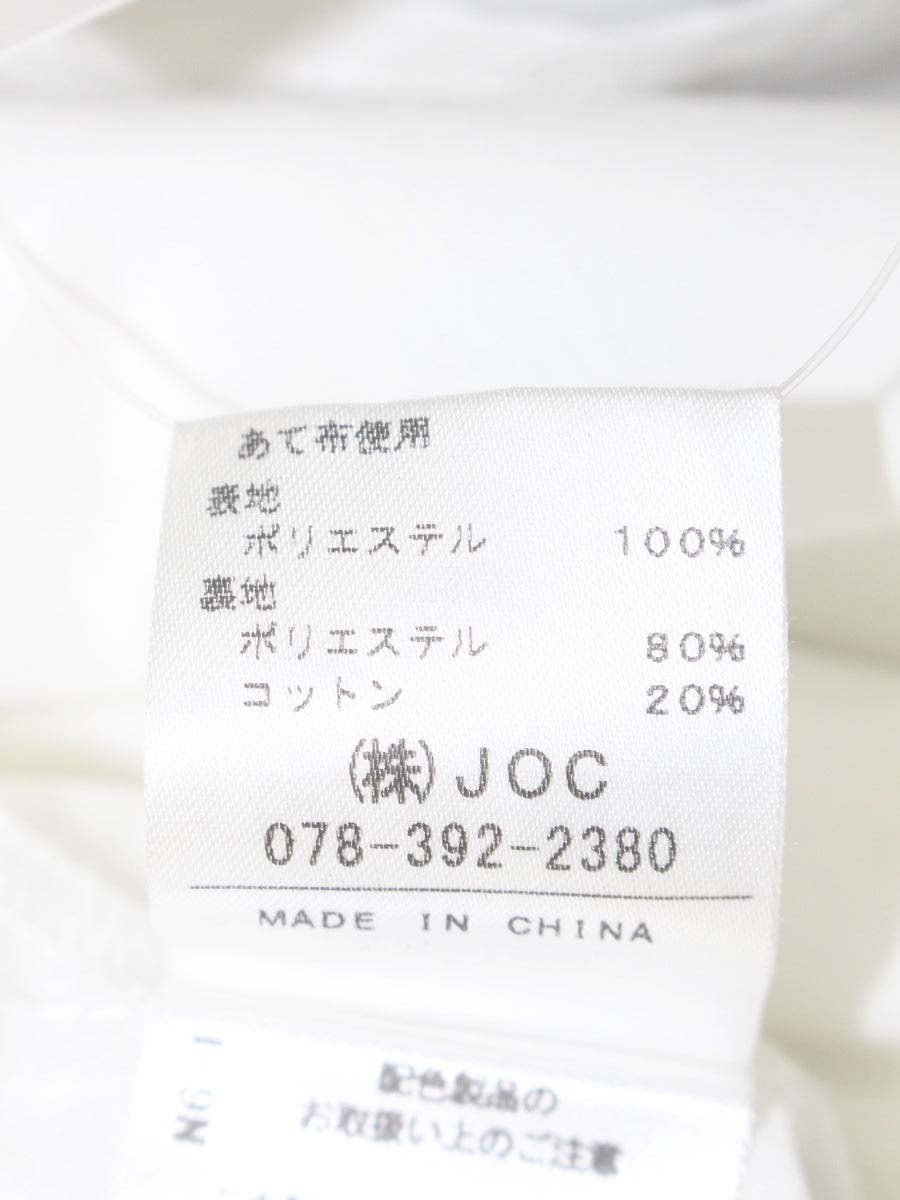 あて布使用
表地
ポリエステル 100%
裏地
ポリエステル 80%
コットン 20%
(株)JOC
078-392-2380
MADE IN CHINA
配色製品の
お取扱い上のご注意